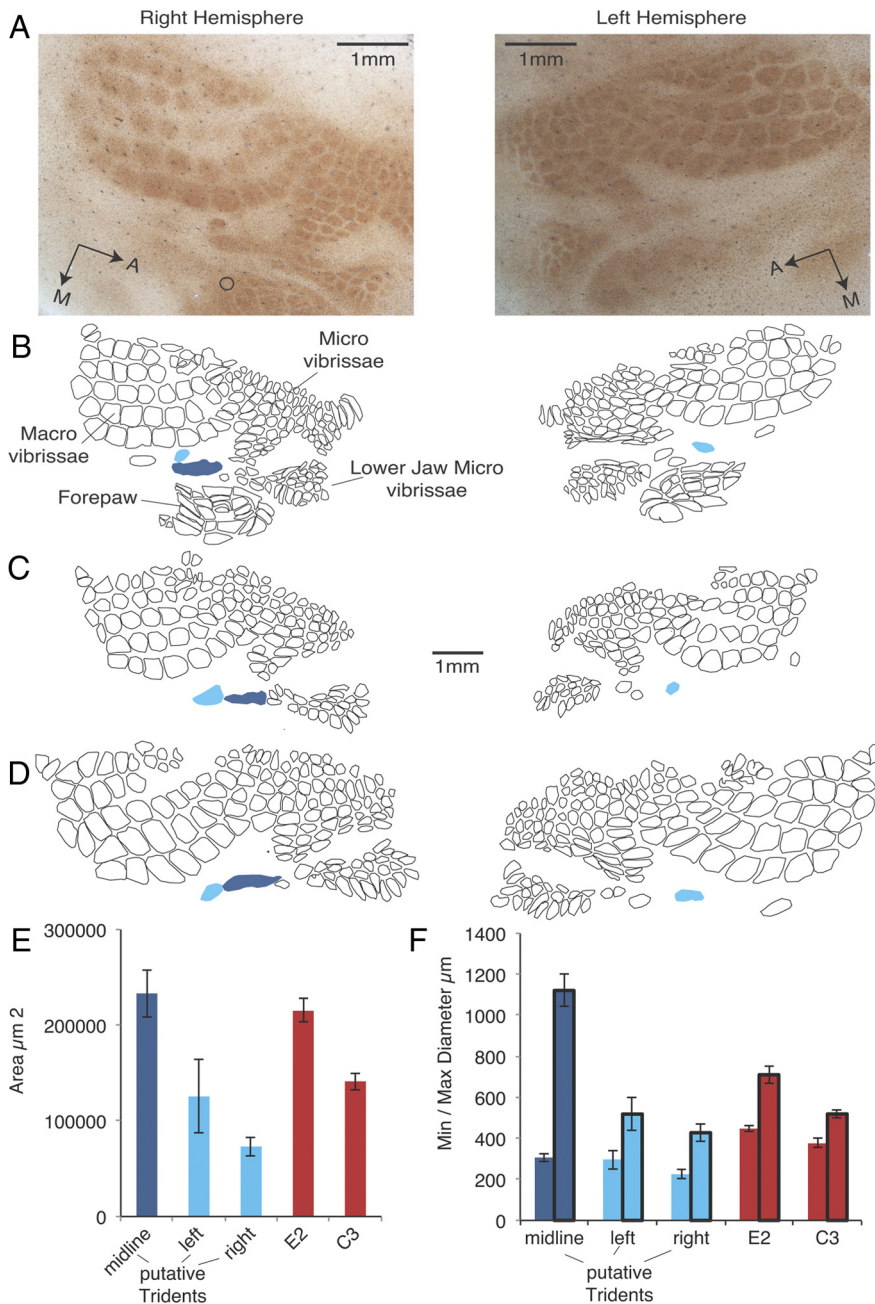 Right Hemisphere
Left Hemisphere
A
1mm
1mm
A
M
A
M
B
Micro
vibrissae
Macro
vibrissae
Lower Jaw Micro
vibrissae
Forepaw
C
1mm
D
E
300000
200000
100000
0
Area µm 2
midline
left
right
E2
C3
putative
Tridents
F
1400
1200
1000
800
600
400
200
0
Min / Max Diameter µm
midline
left
right
E2
C3
putative
Tridents